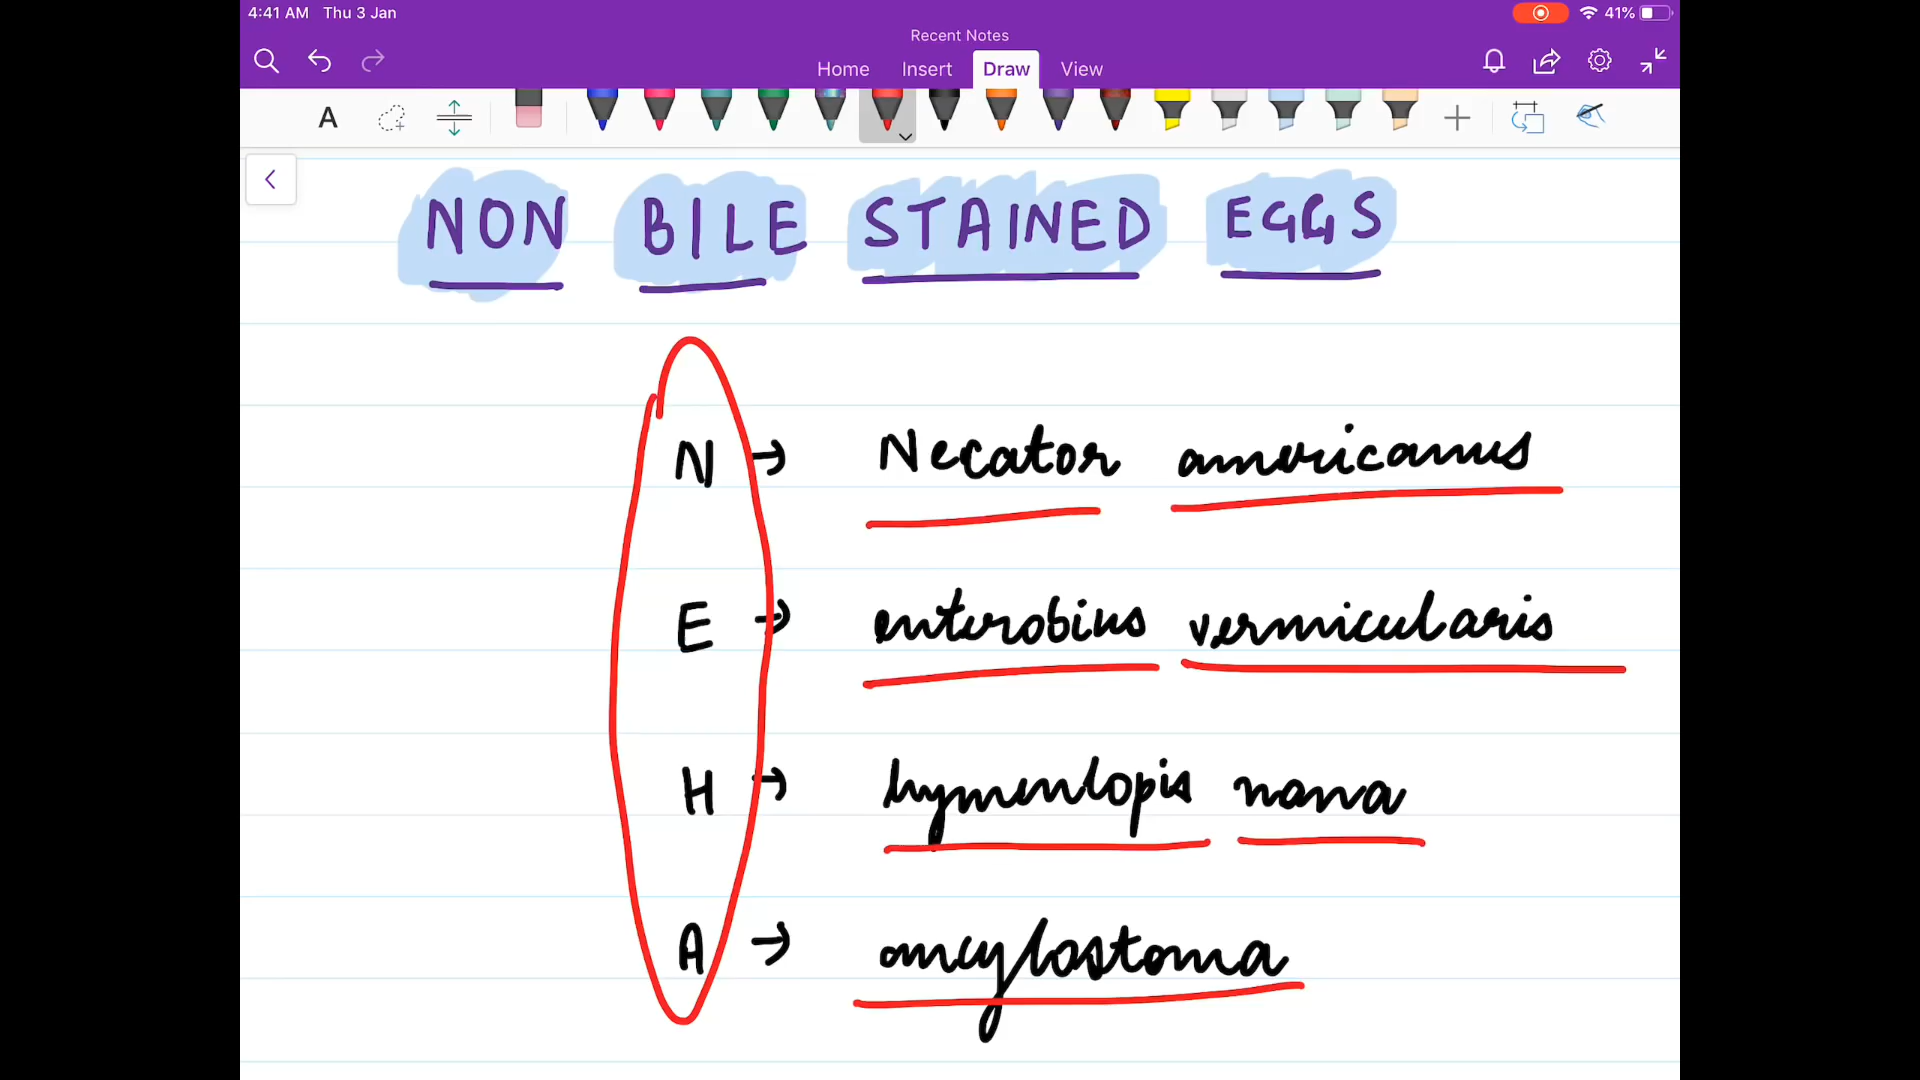 4:41 AM Thu 3 Jan 41%
Recent Notes
Home Insert Draw View
A
NON BILE STAINED EGGS
N → Necator americanus
E → enterobius vermicularis
H → hymenlopis nana
A → ancylostoma